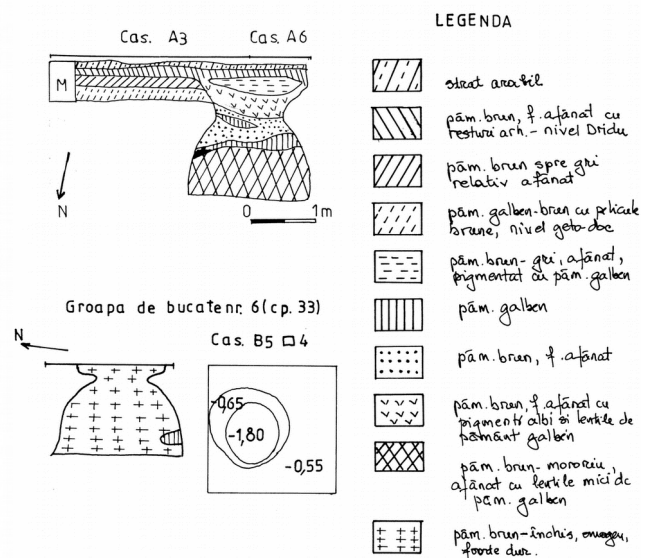 Cas. A3
Cas. A6
M
N
0 1m
Groapa de bucate nr. 6 (cp. 33)
N
Cas. B5 □ 4
-0,65
-1,80
-0,55
LEGENDA
strat arabil
păm. brun, f. afânat cu
resturi arh. - nivel Dridu
păm. brun spre gri
relativ afânat
păm. galben-brun cu pelicule
brune, nivel geto-dac
păm. brun-gri, afânat,
pigmentat cu păm. galben
păm. galben
păm. brun, f. afânat
păm. brun, f. afânat cu
pigmenti albi si lentile de
pământ galben
păm. brun-
afânat cu lentile mici de
păm. galben
păm. brun-închis,
foarte dur.